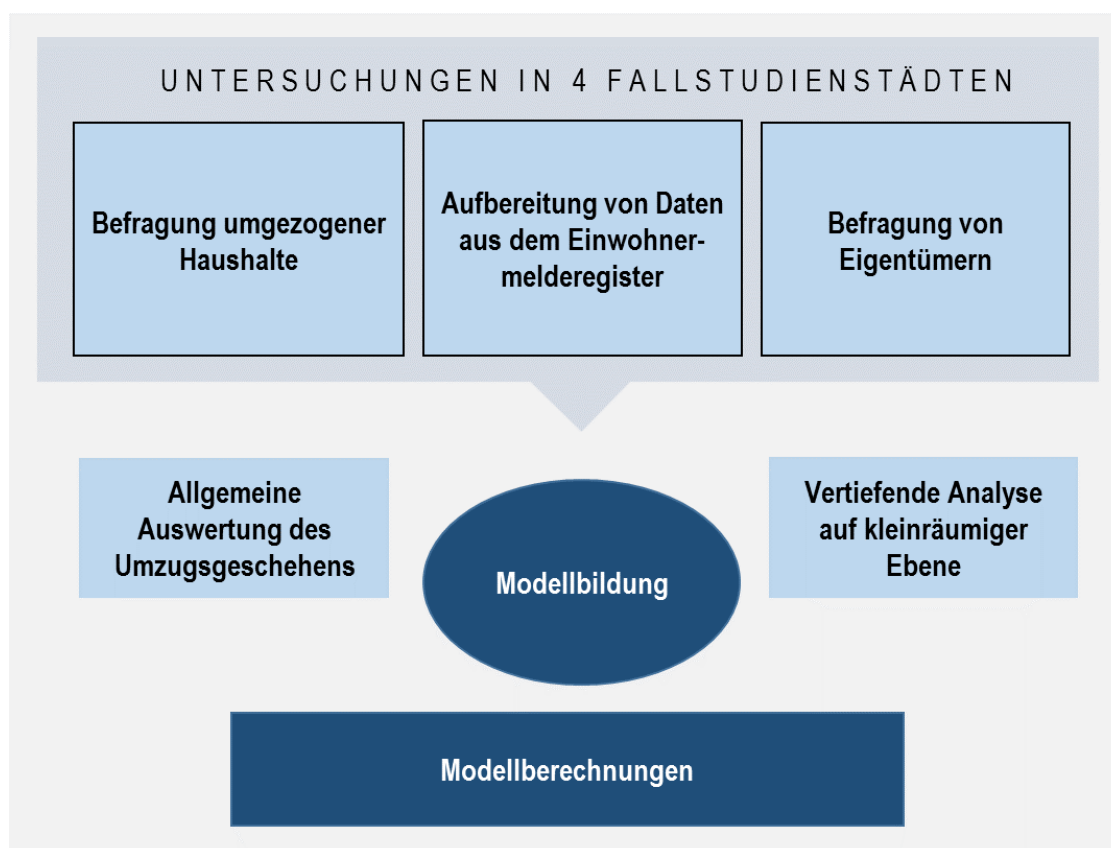 UNTERSUCHUNGEN IN 4 FALLSTUDIENSTÄDTEN
Befragung umgezogener
Haushalte
Aufbereitung von Daten
aus dem Einwohner-
melderegister
Befragung von
Eigentümern
Allgemeine
Auswertung des
Umzugsgeschehens
Modellbildung
Vertiefende Analyse
auf kleinräumiger
Ebene
Modellberechnungen